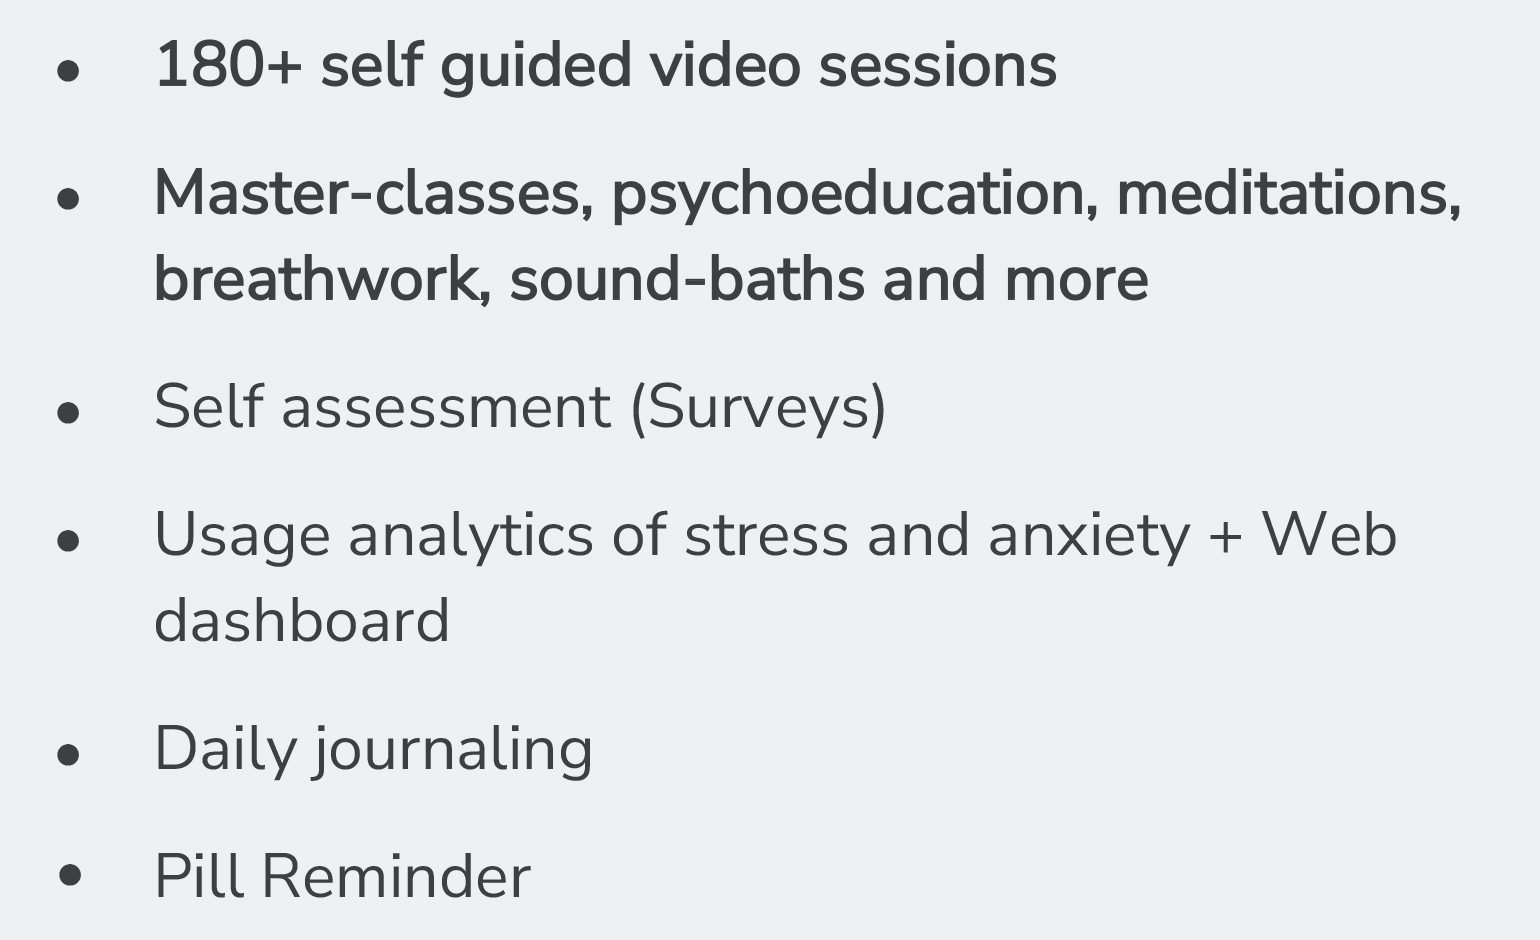 • 180+ self guided video sessions
• Master-classes, psychoeducation, meditations,
breathwork, sound-baths and more
• Self assessment (Surveys)
• Usage analytics of stress and anxiety + Web
dashboard
• Daily journaling
• Pill Reminder